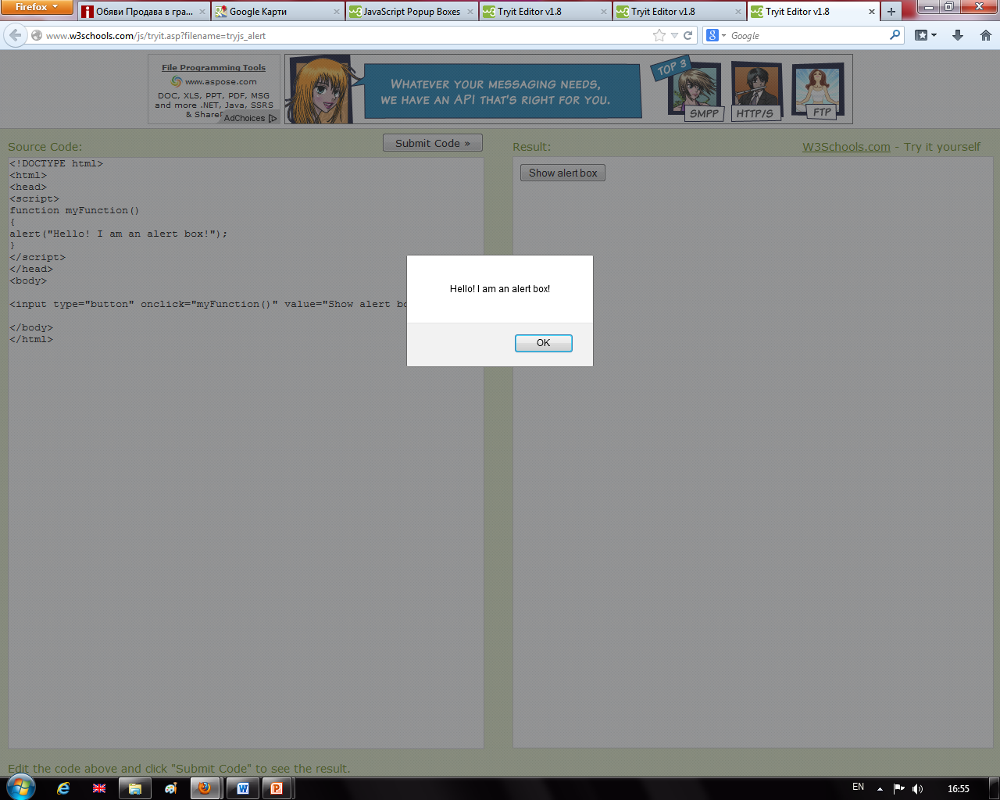 Firefox
Обяви Продава в гра...
Google Карти
JavaScript Popup Boxes
Tryit Editor v1.8
Tryit Editor v1.8
Tryit Editor v1.8
www.w3schools.com/js/tryit.asp?filename=tryjs_alert
Google
File Programming Tools
www.aspose.com
DOC, XLS, PPT, PDF, MSG
and more .NET, Java, SSRS
AdChoices
WHATEVER YOUR MESSAGING NEEDS,
WE HAVE AN API THAT'S RIGHT FOR YOU.
TOP 3
SMPP
HTTP/S
FTP
Source Code:
Submit Code »
Result:
W3Schools.com - Try it yourself
<!DOCTYPE html>
<html>
<head>
<script>
function myFunction()
{
alert("Hello! I am an alert box!");
}
</script>
</head>
<body>
<input type="button" onclick="myFunction()" value="Show alert
</body>
</html>
Show alert box
Hello! I am an alert box!
OK
Edit the code above and click "Submit Code" to see the result.
EN
16:55